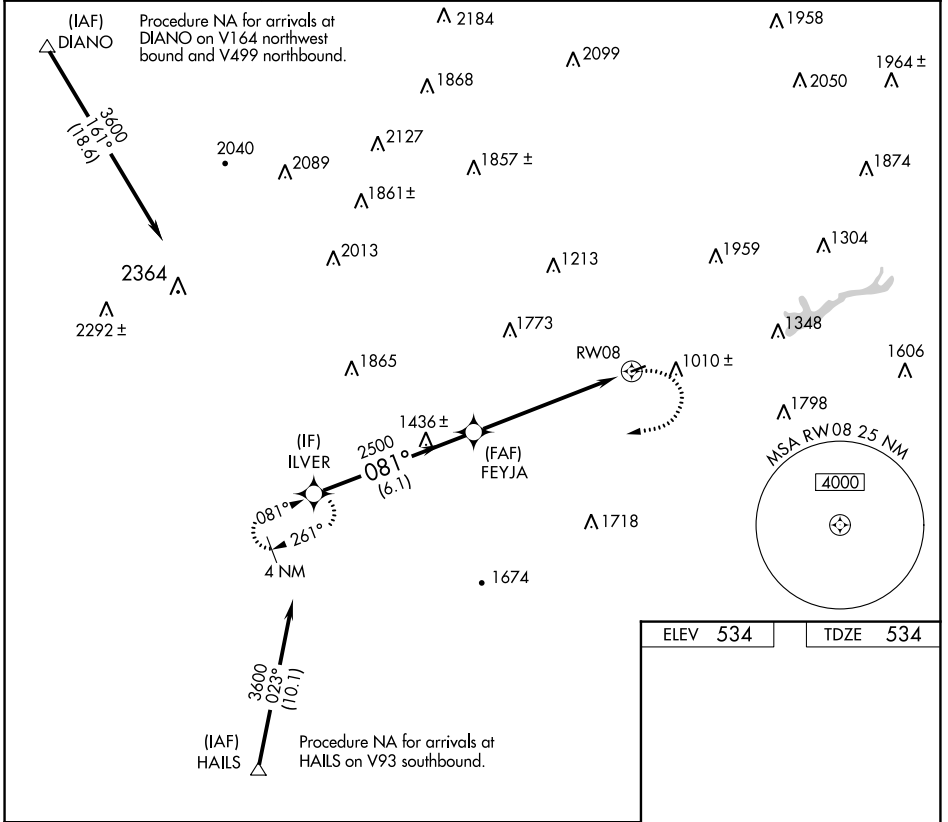 (IAF)
DIANO
Procedure NA for arrivals at
DIANO on V164 northwest
bound and V499 northbound.
2184
1958
2099
1868
2050
1964 ±
3600
161°
(18.6)
2040
2089
2127
1857 ±
1874
1861 ±
2013
1213
1959
1304
2364
2292 ±
1773
1348
1865
RW08
1010 ±
1606
1436 ±
1798
(IF)
ILVER
2500
081°
(6.1)
(FAF)
FEYJA
MSA RW 08 25 NM
4000
081°
261°
4 NM
1718
1674
ELEV 534
TDZE 534
3600
023°
(10.1)
(IAF)
HAILS
Procedure NA for arrivals at
HAILS on V93 southbound.